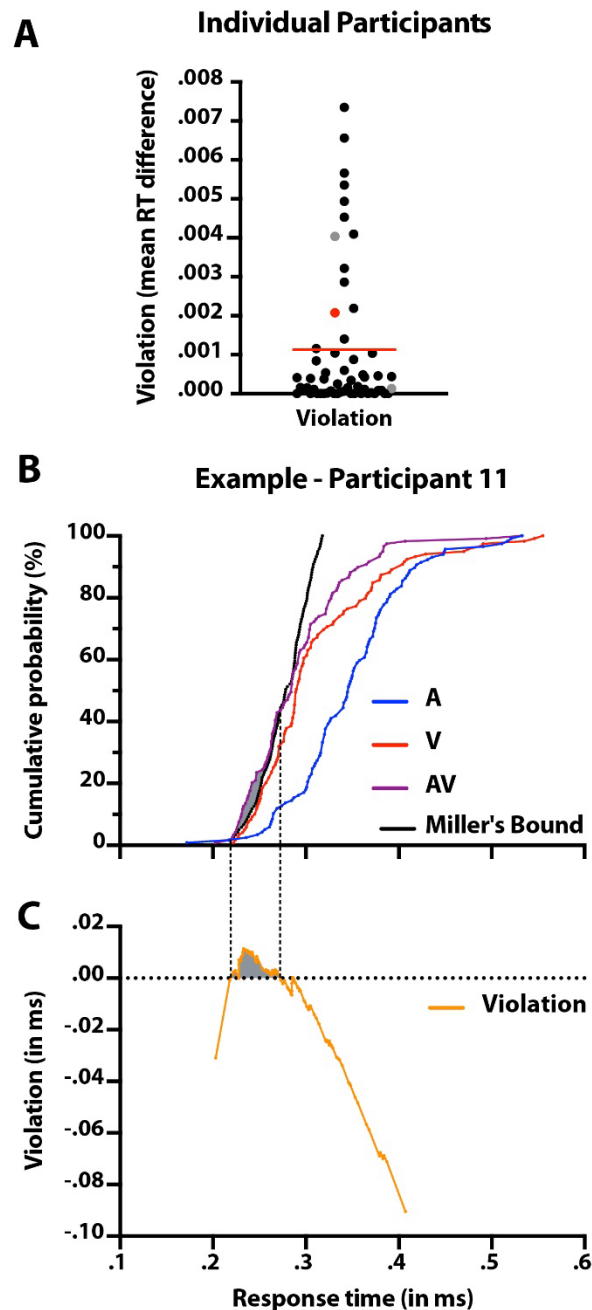 A
Individual Participants
Violation (mean RT difference)
.008
.007
.006
.005
.004
.003
.002
.001
.000
Violation
B
Example - Participant 11
Cumulative probability (%)
100
80
60
40
20
0
A
V
AV
Miller's Bound
C
Violation (in ms)
.02
.00
-.02
-.04
-.06
-.08
-.10
Violation
.1 .2 .3 .4 .5 .6
Response time (in ms)